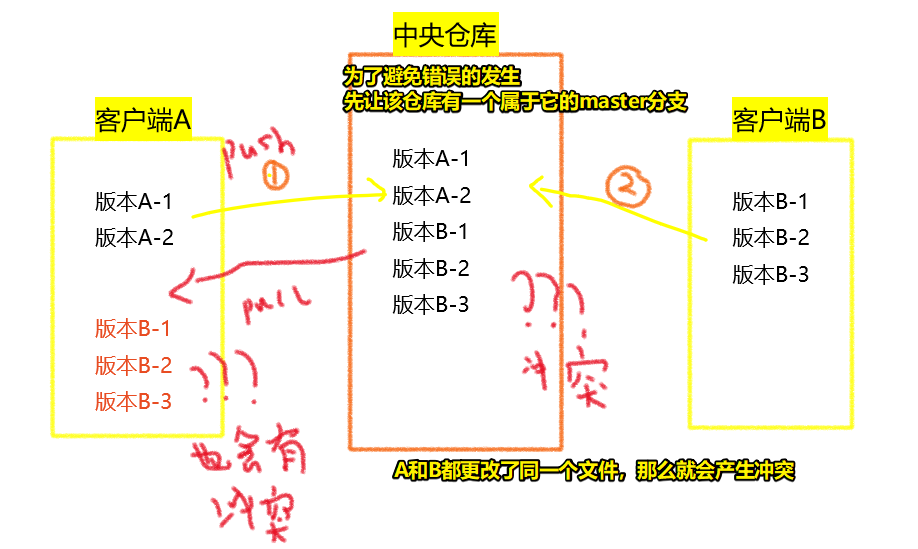 中央仓库
为了避免错误的发生
先让该仓库有一个属于它的master分支
客户端A
客户端B
push
①
②
版本A-1
版本A-2
版本A-1
版本A-2
版本B-1
版本B-2
版本B-3
版本B-1
版本B-2
版本B-3
pull
版本B-1
版本B-2
版本B-3
???
也会有
冲突
???
冲突
A和B都更改了同一个文件，那么就会产生冲突